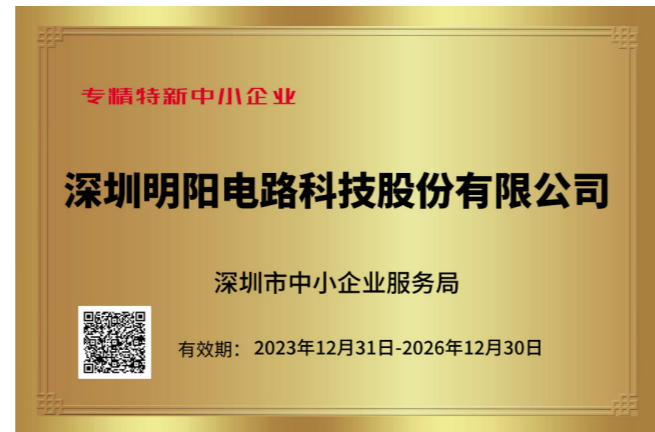 专精特新中小企业
深圳明阳电路科技股份有限公司
深圳市中小企业服务局
有效期： 2023年12月31日-2026年12月30日